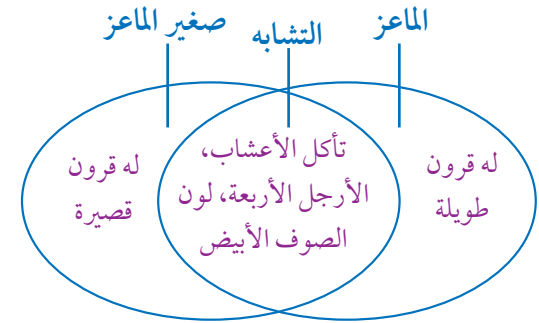 الماعز
التشابه
صغير الماعز
له قرون
طويلة
تأكل الأعشاب،
الأرجل الأربعة، لون
الصوف الأبيض
له قرون
قصيرة